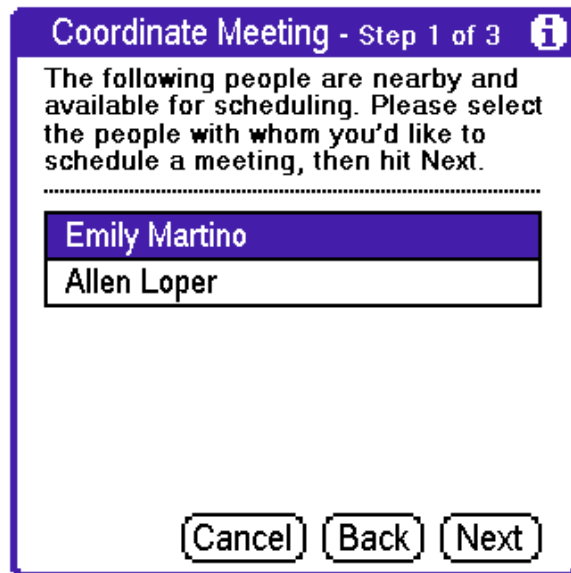 Coordinate Meeting - Step 1 of 3 i
The following people are nearby and
available for scheduling. Please select
the people with whom you'd like to
schedule a meeting, then hit Next.
Emily Martino
Allen Loper
Cancel Back Next